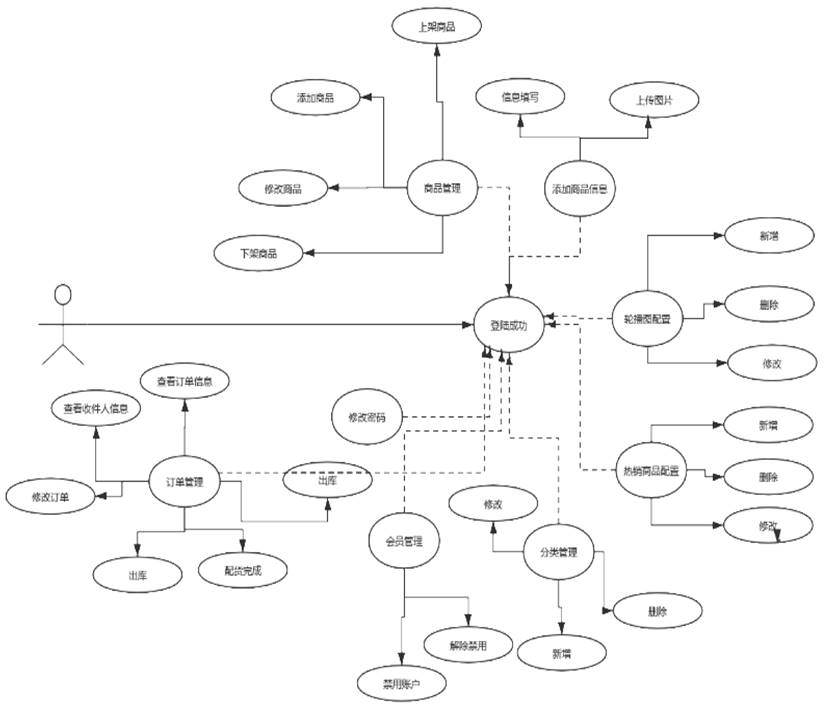 上架商品
添加商品
信息填写
上传图片
修改商品
商品管理
添加商品信息
下架商品
新增
登陆成功
轮播图配置
删除
修改
查看订单信息
查看收件人信息
修改密码
新增
热销商品配置
删除
订单管理
出库
修改订单
修改
修改
会员管理
分类管理
出库
配货完成
删除
解除禁用
新增
禁用账户